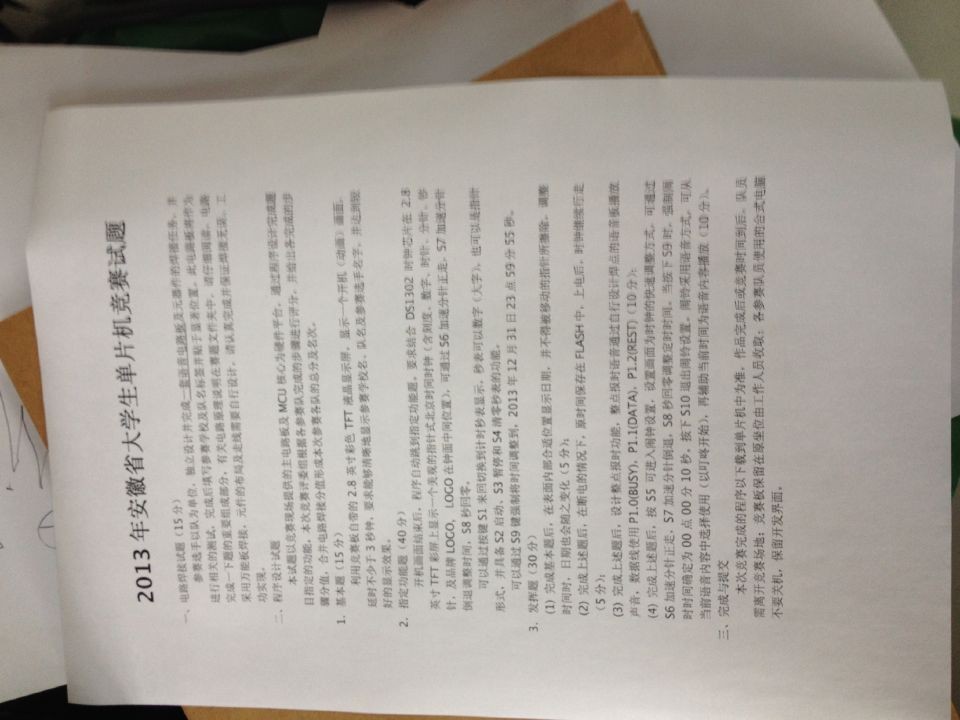 2013 年安徽省大学生单片机竞赛试题
一、电路焊接试题（15 分）
参赛选手以队为单位，独立设计并完成一套语音电路板及元器件的焊接任务，并
进行相关的测试，完成后填写参赛学校及队名标签并贴于显著位置。此电路板将作为
完成一下题的重要组成部分，有关电路原理说明在赛题文件夹中，请仔细阅读。电路
采用万能板焊接，元件的布局及走线需要自行设计，请认真完成并保证焊接无误、工
功实现。
二、程序设计试题
本试题以竞赛现场提供的主电路板及 MCU 核心为硬件平台，通过程序设计完成题
目指定的功能，本次竞赛评委组根据各参赛队完成的步骤进行评分，并给出各完成的步
骤分值，合并电路焊接分值形成本次参赛各队的总分及名次。
1. 基本题（15 分）
利用竞赛板自带的 2.8 英寸彩色 TFT 液晶显示屏，显示一个开机（动画）画面，
延时不少于 3 秒钟，要求能够清晰地显示参赛学校名、队名及参赛选手名字，并达到较
好的显示效果。
2. 指定功能题（40 分）
开机画面结束后，程序自动跳到指定功能题，要求结合 DS1302 时钟芯片在 2.8
英寸 TFT 彩屏上显示一个美观的指针式北京时间时钟（含刻度、数字、时针、分针、秒
针，及品牌 LOGO， LOGO 在钟面中间位置），可通过 S6 加速分针正走，S7 加速分针
倒退调整时间，S8 秒回零。
可以通过按键 S1 来回切换到计时秒表显示，秒表可以数字（大字），也可以是指针
形式，并具备 S2 启动、S3 暂停和 S4 清零秒表的功能。
可以通过 S9 键强制将时间调整到，2013 年 12 月 31 日 23 点 59 分 55 秒。
3. 发挥题（30 分）
(1) 完成基本题后，在表面内部合适位置显示日期，并不得被移动的指针所擦除。调整
时间时，日期也会随之变化（5 分）；
(2) 完成上述题后，在断电的情况下，原时间保存在 FLASH 中，上电后，时钟继续行走
（5 分）；
(3) 完成上述题后，设计整点报时功能，整点报时语音通过自行设计焊点的语音板播放
声音，数据线使用 P1.0(BUSY)，P1.1(DATA)，P1.2(REST)（10 分）；
(4) 完成上述题后，按 S5 可进入闹钟设置，设置画面为时钟的快速调整方式。可通过
S6 加速分针正走，S7 加速分针倒退，S8 秒回零调整定时时间。当按下 S9 时，强制闹
时时间确定为 00 点 00 分 10 秒，按下 S10 退出闹铃设置。闹铃采用语音方式，可从
当前语音内容中选择使用（以叮咚开始），再辅助当前时间为语音内容播放（10 分）。
三、完成与提交
本次竞赛完成的程序以下载到单片机中为准，作品完成后或竞赛时间到后，队员
需离开竞赛场地；竞赛板保留在原坐位由工作人员收取；各参赛队员使用的台式电脑
不要关机，保留开发界面。